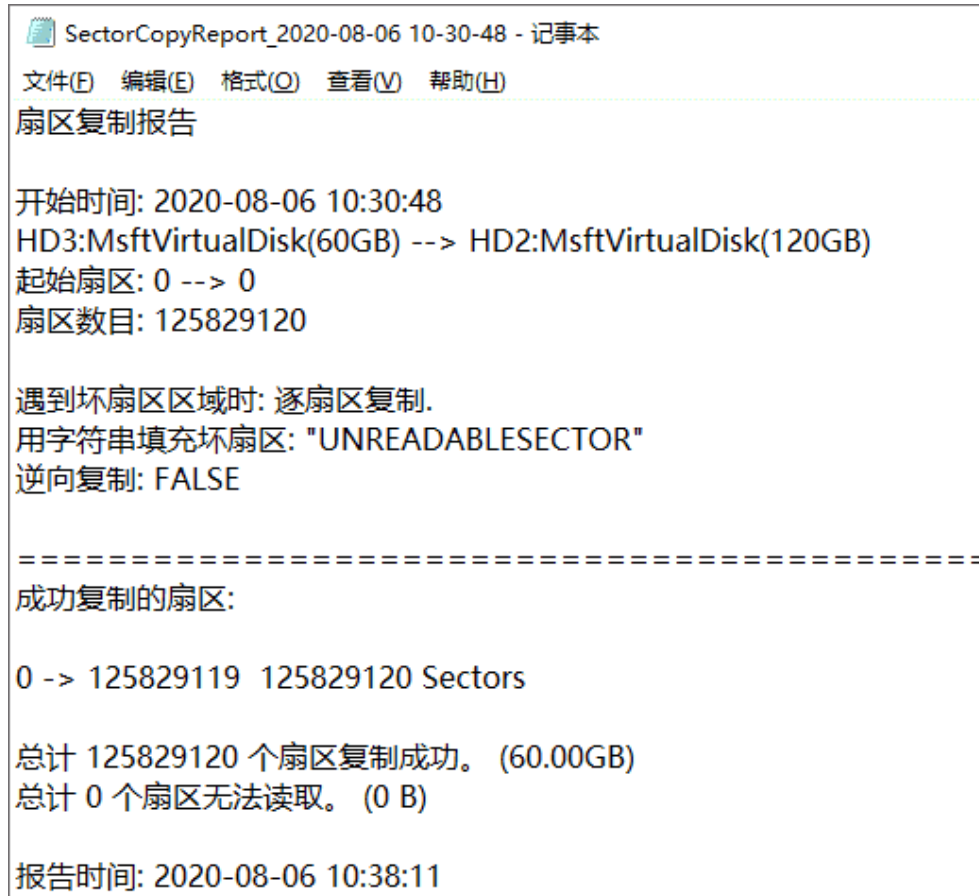 SectorCopyReport_2020-08-06 10-30-48 - 记事本
文件(F) 编辑(E) 格式(O) 查看(V) 帮助(H)
扇区复制报告
开始时间: 2020-08-06 10:30:48
HD3:MsftVirtualDisk(60GB) --> HD2:MsftVirtualDisk(120GB)
起始扇区: 0 --> 0
扇区数目: 125829120
遇到坏扇区区域时: 逐扇区复制.
用字符串填充坏扇区: "UNREADABLESECTOR"
逆向复制: FALSE
===========================================
成功复制的扇区:
0 -> 125829119 125829120 Sectors
总计 125829120 个扇区复制成功。 (60.00GB)
总计 0 个扇区无法读取。 (0 B)
报告时间: 2020-08-06 10:38:11